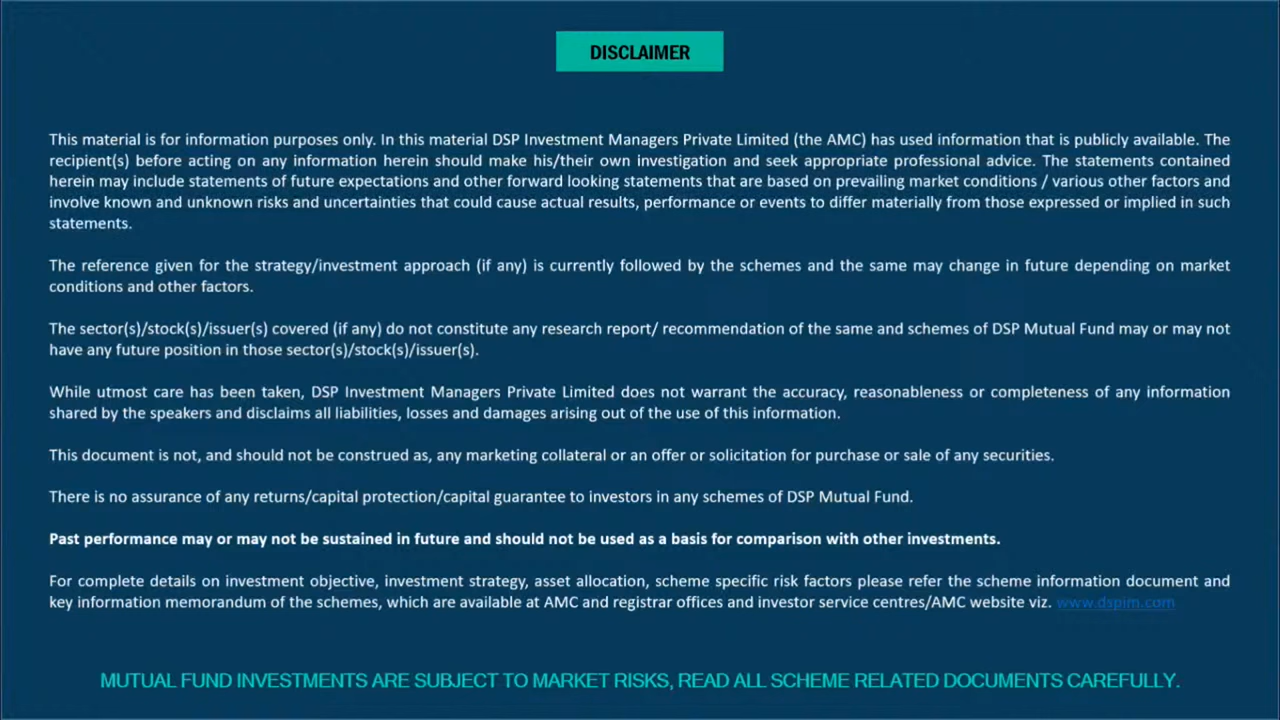 DISCLAIMER
This material is for information purposes only. In this material DSP Investment Managers Private Limited (the AMC) has used information that is publicly available. The
recipient(s) before acting on any information herein should make his/their own investigation and seek appropriate professional advice. The statements contained
herein may include statements of future expectations and other forward looking statements that are based on prevailing market conditions / various other factors and
involve known and unknown risks and uncertainties that could cause actual results, performance or events to differ materially from those expressed or implied in such
statements.
The reference given for the strategy/investment approach (if any) is currently followed by the schemes and the same may change in future depending on market
conditions and other factors.
The sector(s)/stock(s)/issuer(s) covered (if any) do not constitute any research report/ recommendation of the same and schemes of DSP Mutual Fund may or may not
have any future position in those sector(s)/stock(s)/issuer(s).
While utmost care has been taken, DSP Investment Managers Private Limited does not warrant the accuracy, reasonableness or completeness of any information
shared by the speakers and disclaims all liabilities, losses and damages arising out of the use of this information.
This document is not, and should not be construed as, any marketing collateral or an offer or solicitation for purchase or sale of any securities.
There is no assurance of any returns/capital protection/capital guarantee to investors in any schemes of DSP Mutual Fund.
Past performance may or may not be sustained in future and should not be used as a basis for comparison with other investments.
For complete details on investment objective, investment strategy, asset allocation, scheme specific risk factors please refer the scheme information document and
key information memorandum of the schemes, which are available at AMC and registrar offices and investor service centres/AMC website viz. www.dspim.com
MUTUAL FUND INVESTMENTS ARE SUBJECT TO MARKET RISKS, READ ALL SCHEME RELATED DOCUMENTS CAREFULLY.